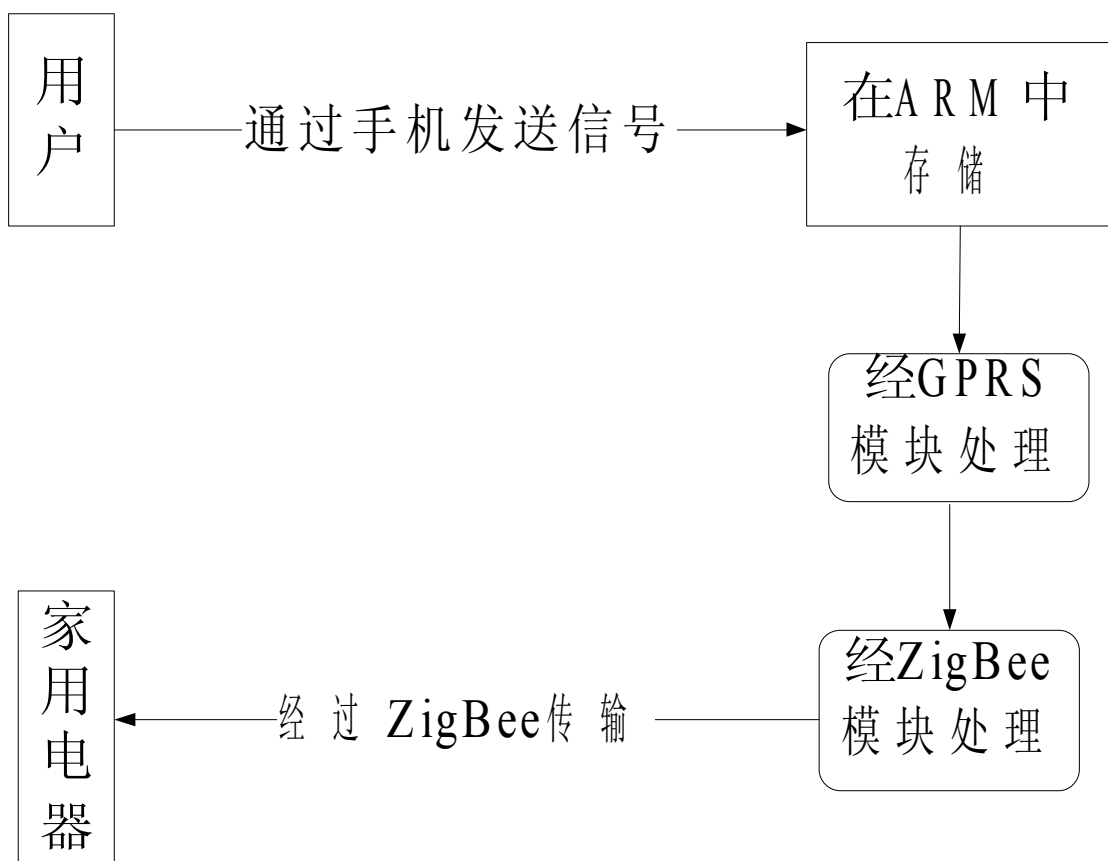 用
户
通过手机发送信号
在ARM 中
存 储
经GPRS
模块处理
经ZigBee
模块处理
经 过 ZigBee传 输
家
用
电
器